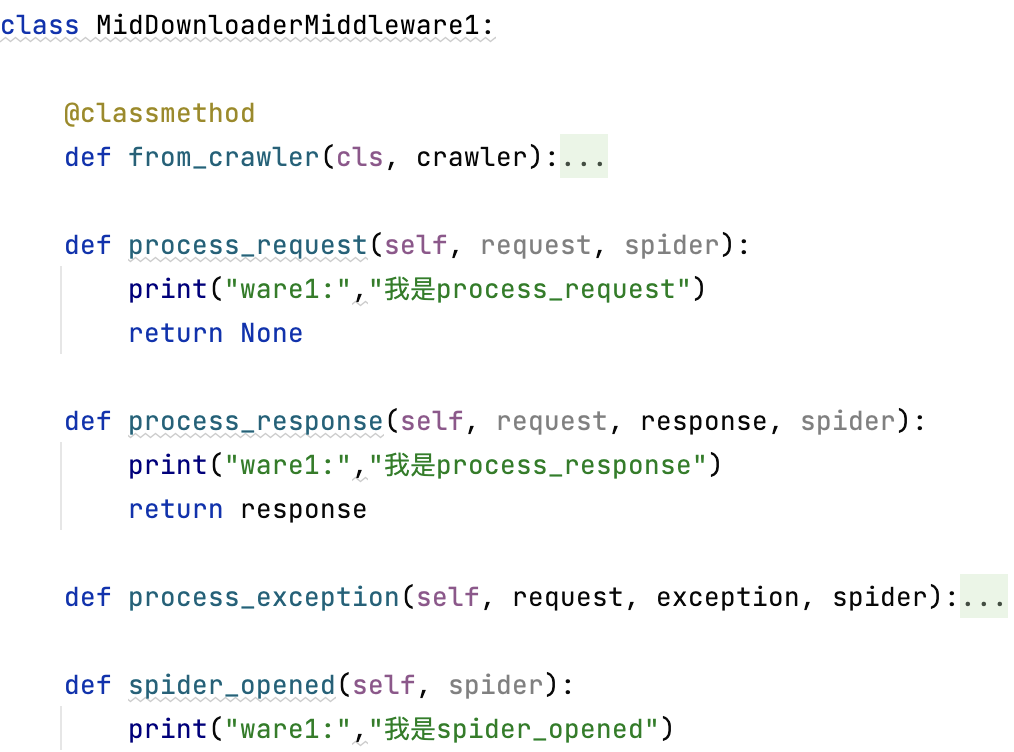 class MidDownloaderMiddleware1:
    @classmethod
    def from_crawler(cls, crawler):...
    def process_request(self, request, spider):
        print("ware1:","我是process_request")
        return None
    def process_response(self, request, response, spider):
        print("ware1:","我是process_response")
        return response
    def process_exception(self, request, exception, spider):...
    def spider_opened(self, spider):
        print("ware1:","我是spider_opened")